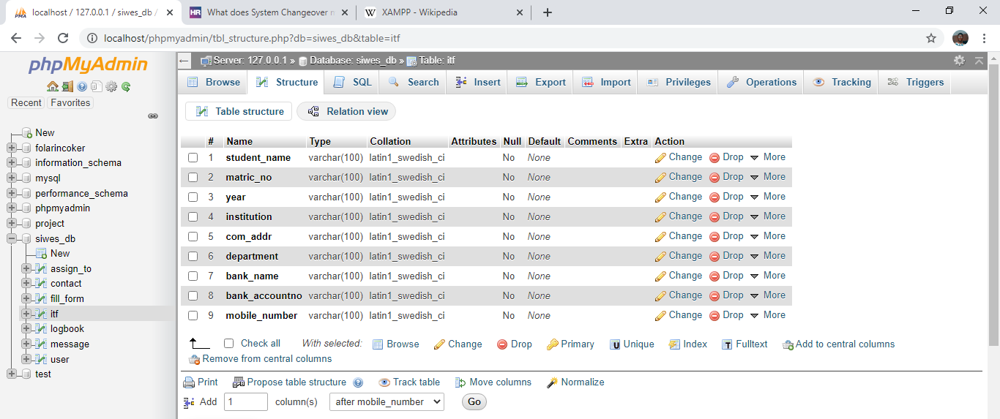 localhost / 127.0.0.1 / siwes_db /
What does System Changeover m
XAMPP - Wikipedia
localhost/phpmyadmin/tbl_structure.php?db=siwes_db&table=itf
phpMyAdmin
Recent Favorites
New
folarincoker
information_schema
mysql
performance_schema
phpmyadmin
project
siwes_db
New
assign_to
contact
fill_form
itf
logbook
message
user
test
Server: 127.0.0.1 » Database: siwes_db » Table: itf
Browse Structure SQL Search Insert Export Import Privileges Operations Tracking Triggers
Table structure Relation view
# Name Type Collation Attributes Null Default Comments Extra Action
1 student_name varchar(100) latin1_swedish_ci No None Change Drop More
2 matric_no varchar(100) latin1_swedish_ci No None Change Drop More
3 year varchar(100) latin1_swedish_ci No None Change Drop More
4 institution varchar(100) latin1_swedish_ci No None Change Drop More
5 com_addr varchar(100) latin1_swedish_ci No None Change Drop More
6 department varchar(100) latin1_swedish_ci No None Change Drop More
7 bank_name varchar(100) latin1_swedish_ci No None Change Drop More
8 bank_accountno varchar(100) latin1_swedish_ci No None Change Drop More
9 mobile_number varchar(100) latin1_swedish_ci No None Change Drop More
Check all With selected: Browse Change Drop Primary Unique Index Fulltext Add to central columns
Remove from central columns
Print Propose table structure Track table Move columns Normalize
Add 1 column(s) after mobile_number Go